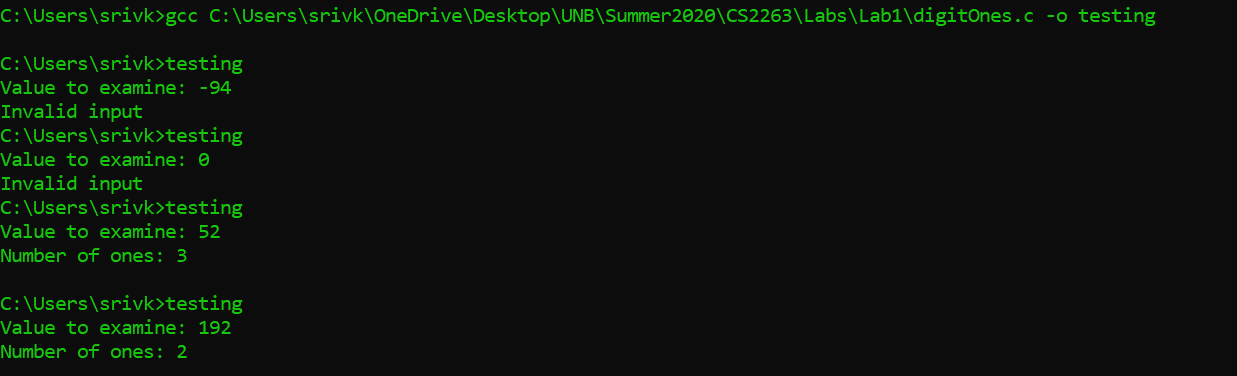 C:\Users\srivk>gcc C:\Users\srivk\OneDrive\Desktop\UNB\Summer2020\CS2263\Labs\Lab1\digitOnes.c -o testing
C:\Users\srivk>testing
Value to examine: -94
Invalid input
C:\Users\srivk>testing
Value to examine: 0
Invalid input
C:\Users\srivk>testing
Value to examine: 52
Number of ones: 3
C:\Users\srivk>testing
Value to examine: 192
Number of ones: 2